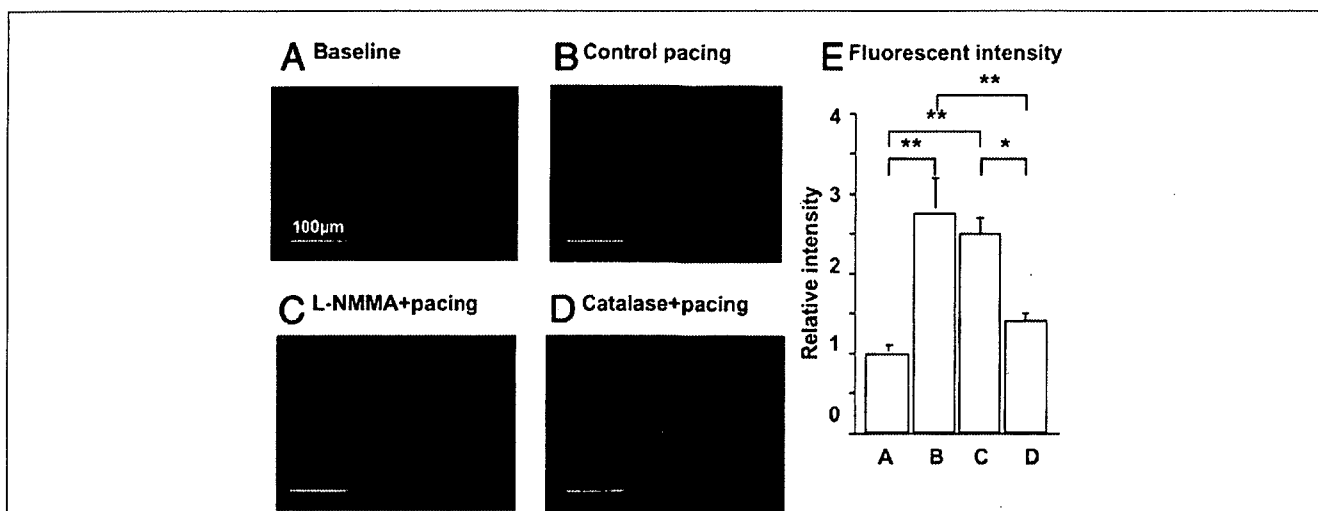 A Baseline
100μm
B Control pacing
C L-NMMA+pacing
D Catalase+pacing
E Fluorescent intensity
**
**
** *
Relative intensity
4
3
2
1
0
A B C D